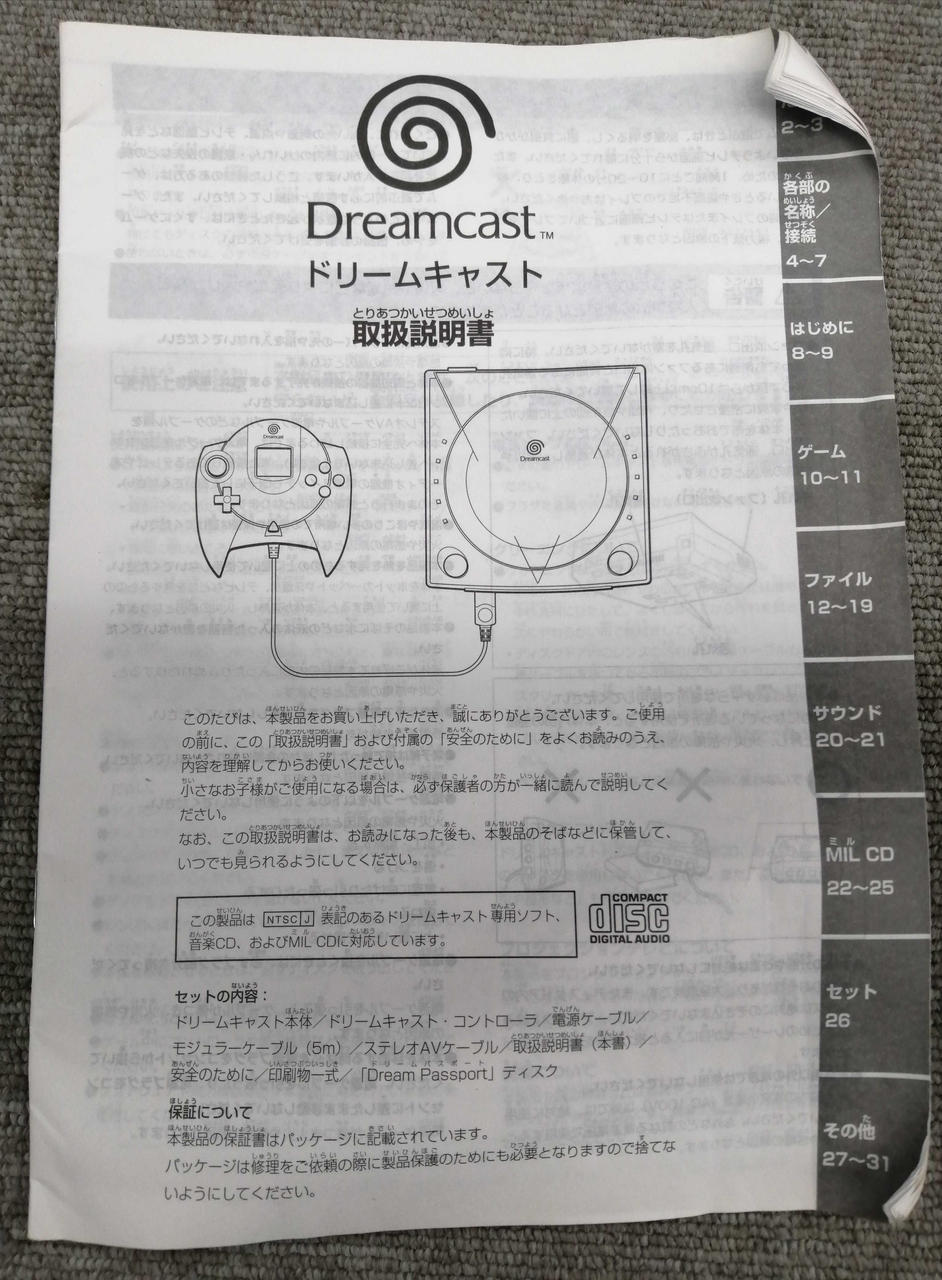 Dreamcast™
ドリームキャスト
とりあつかいせつめいしょ
取扱説明書
Dreamcast
Dreamcast
このたびは、本製品をお買い上げいただき、誠にありがとうございます。ご使用
の前に、この「取扱説明書」および付属の「安全のために」をよくお読みのうえ、
内容を理解してからお使いください。
小さなお子様がご使用になる場合は、必ず保護者の方が一緒に読んで説明してく
ださい。
なお、この取扱説明書は、お読みになった後も、本製品のそばなどに保管して、
いつでも見られるようにしてください。
この製品は NTSC J 表記のあるドリームキャスト専用ソフト、
音楽CD、およびMIL CDに対応しています。
COMPACT
disc
DIGITAL AUDIO
セットの内容：
ドリームキャスト本体／ドリームキャスト・コントローラ／電源ケーブル／
モジュラーケーブル（5m）／ステレオAVケーブル／取扱説明書（本書）／
安全のために／印刷物一式／「Dream Passport」ディスク
保証について
本製品の保証書はパッケージに記載されています。
パッケージは修理をご依頼の際に製品保護のためにも必要となりますので捨てな
いようにしてください。
2〜3
各部の
名称／
接続
4〜7
はじめに
8〜9
ゲーム
10〜11
ファイル
12〜19
サウンド
20〜21
MIL CD
22〜25
セット
26
その他
27〜31